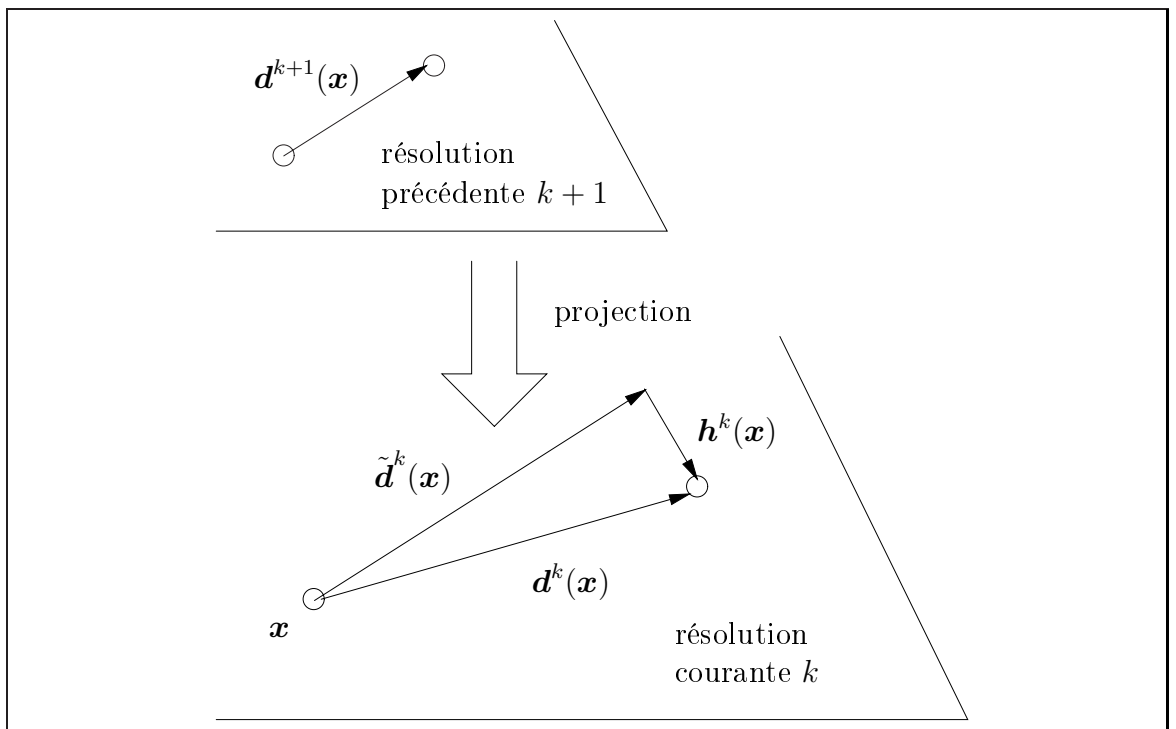 d^{k+1}(x)
résolution
précédente k + 1
projection
h^k(x)
d̃^k(x)
d^k(x)
x
résolution
courante k